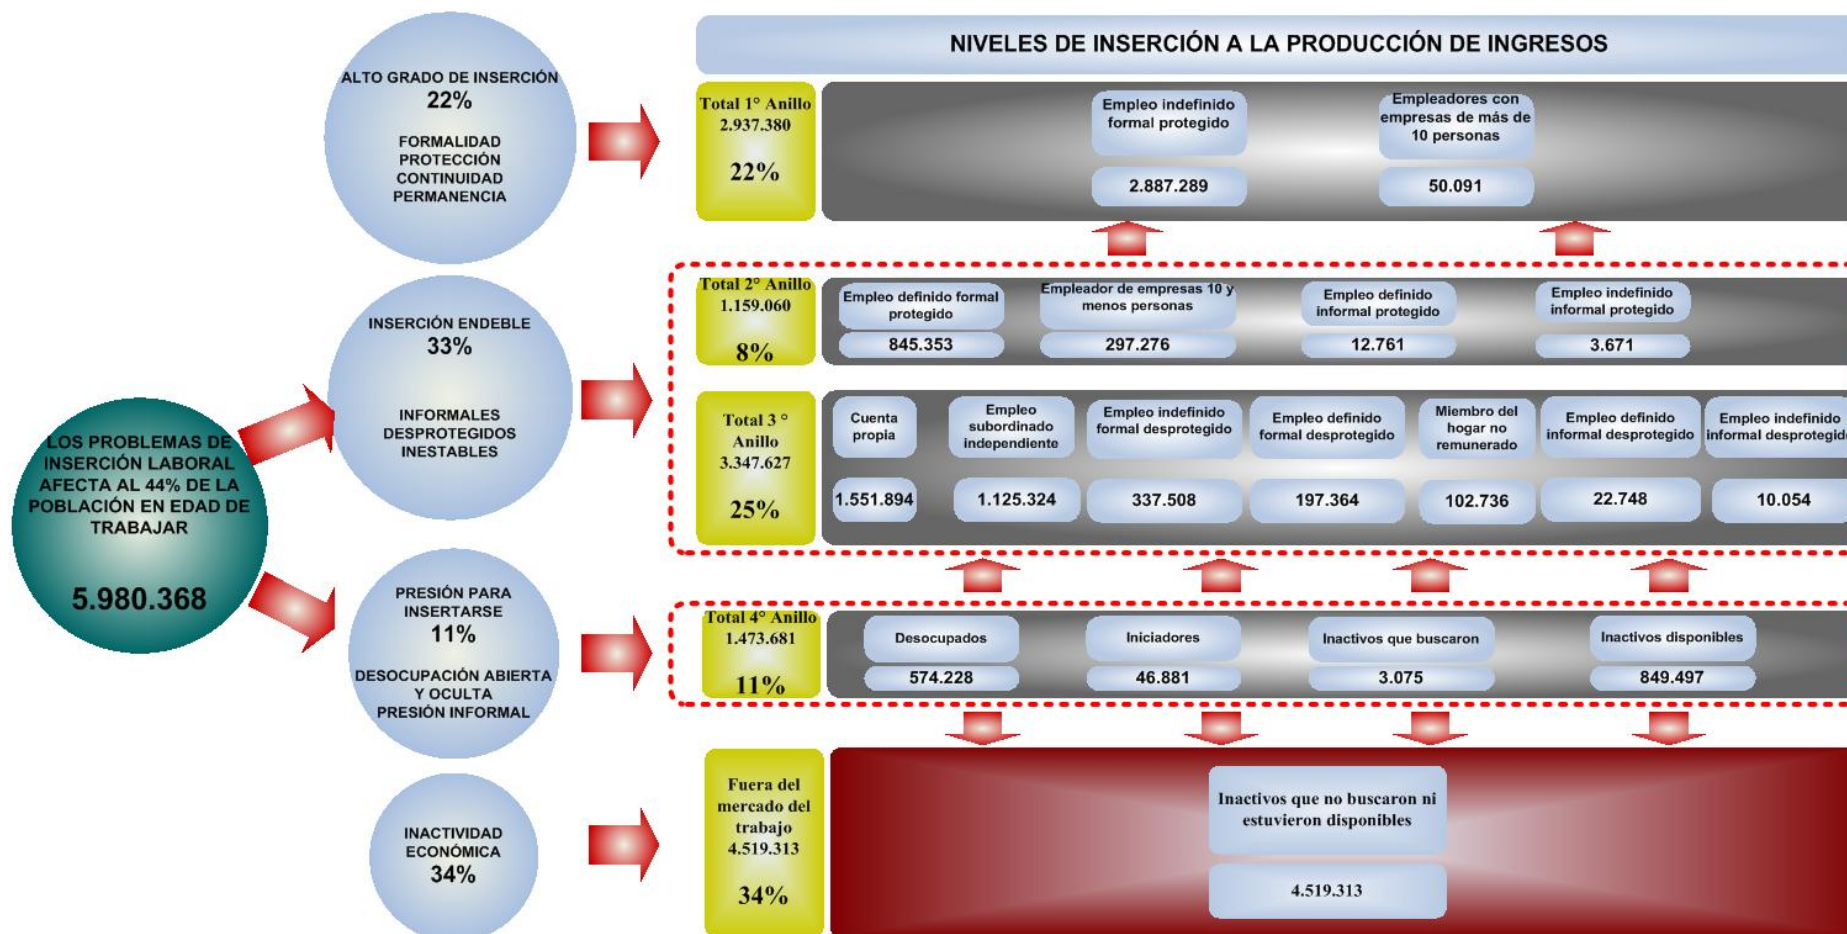 NIVELES DE INSERCIÓN A LA PRODUCCIÓN DE INGRESOS
ALTO GRADO DE INSERCIÓN
22%
FORMALIDAD
PROTECCIÓN
CONTINUIDAD
PERMANENCIA
Total 1° Anillo
2.937.380
22%
Empleo indefinido
formal protegido
2.887.289
Empleadores con
empresas de más de
10 personas
50.091
INSERCIÓN ENDEBLE
33%
INFORMALES
DESPROTEGIDOS
INESTABLES
Total 2° Anillo
1.159.060
8%
Empleo definido formal
protegido
845.353
Empleador de empresas 10 y
menos personas
297.276
Empleo definido
informal protegido
12.761
Empleo indefinido
informal protegido
3.671
Total 3 °
Anillo
3.347.627
25%
Cuenta
propia
1.551.894
Empleo
subordinado
independiente
1.125.324
Empleo indefinido
formal desprotegido
337.508
Empleo definido
formal desprotegido
197.364
Miembro del
hogar no
remunerado
102.736
Empleo definido
informal desprotegido
22.748
Empleo indefinido
informal desprotegido
10.054
LOS PROBLEMAS DE
INSERCIÓN LABORAL
AFECTA AL 44% DE LA
POBLACIÓN EN EDAD DE
TRABAJAR
5.980.368
PRESIÓN PARA
INSERTARSE
11%
DESOCUPACIÓN ABIERTA
Y OCULTA
PRESIÓN INFORMAL
Total 4° Anillo
1.473.681
11%
Desocupados
574.228
Iniciadores
46.881
Inactivos que buscaron
3.075
Inactivos disponibles
849.497
INACTIVIDAD
ECONÓMICA
34%
Fuera del
mercado del
trabajo
4.519.313
34%
Inactivos que no buscaron ni
estuvieron disponibles
4.519.313